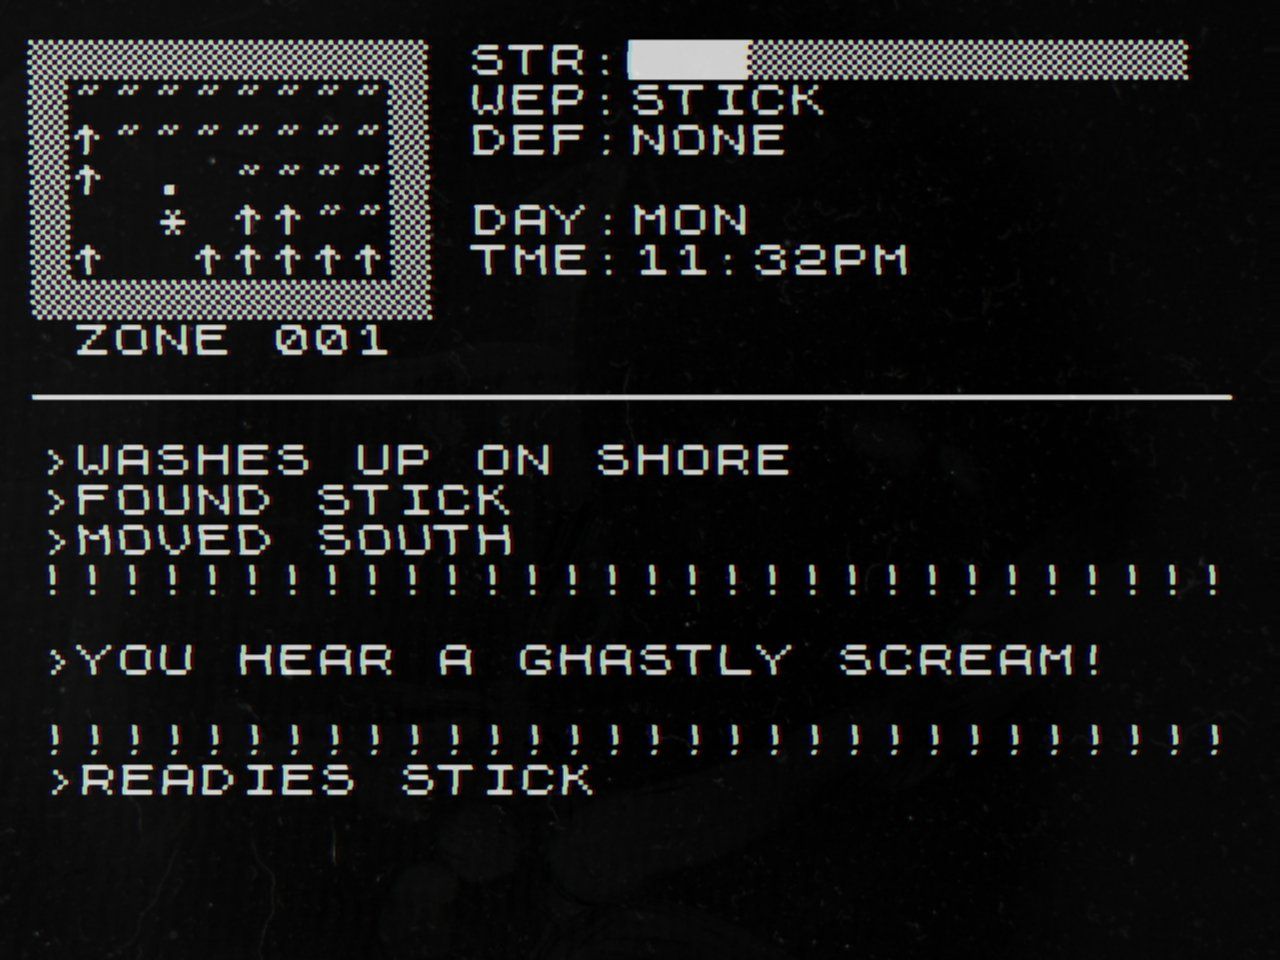 STR:
WEP:STICK
DEF:NONE
DAY:MON
TME:11:32PM
ZONE 001
>WASHES UP ON SHORE
>FOUND STICK
>MOVED SOUTH
!!!!!!!!!!!!!!!!!!!!!!!!!!!!!!
>YOU HEAR A GHASTLY SCREAM!
!!!!!!!!!!!!!!!!!!!!!!!!!!!!!!
>READIES STICK